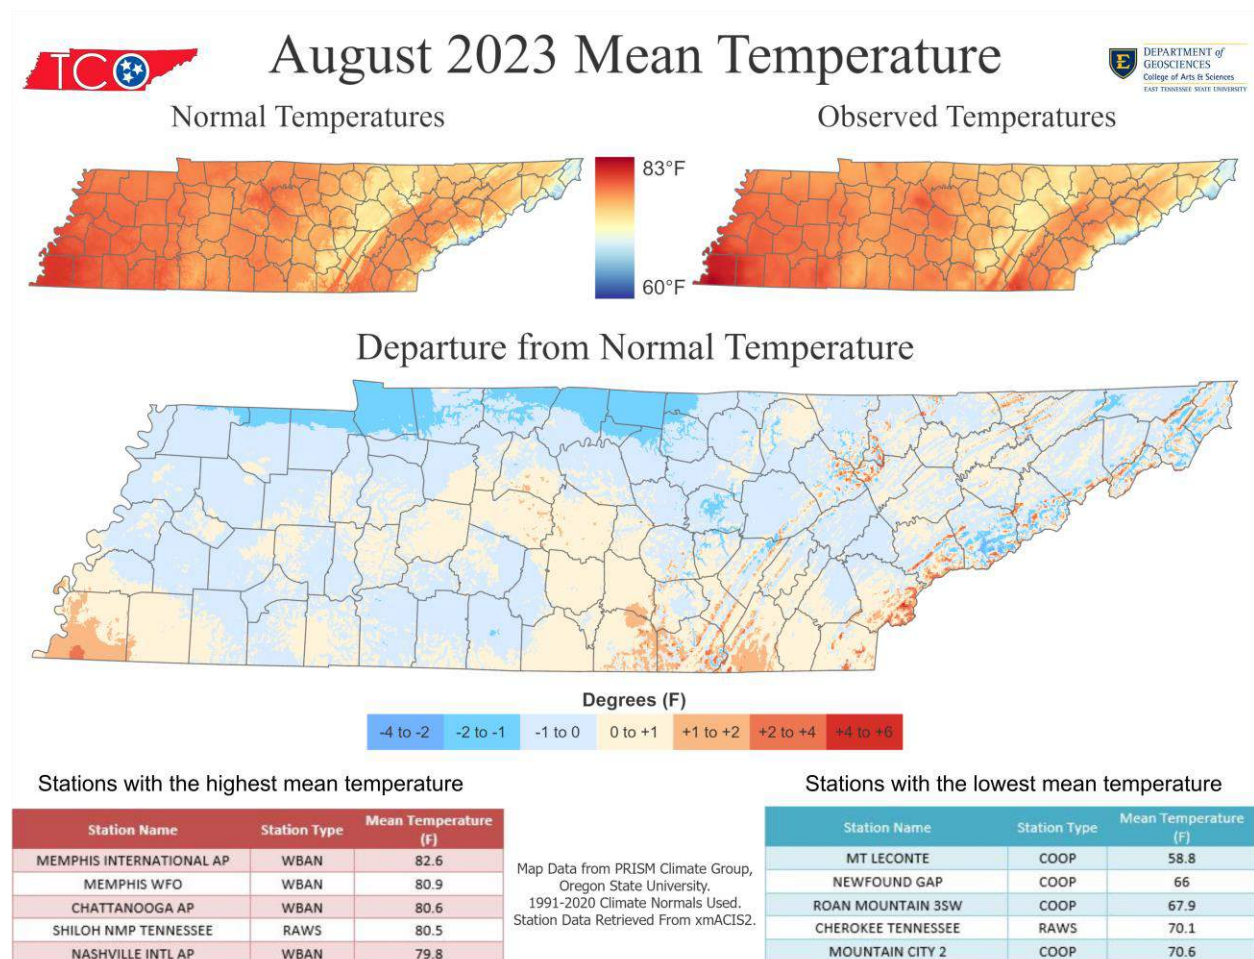 TCO
August 2023 Mean Temperature
E
DEPARTMENT of
GEOSCIENCES
College of Arts & Sciences
EAST TENNESSEE STATE UNIVERSITY
Normal Temperatures
Observed Temperatures
83°F
60°F
Departure from Normal Temperature
Degrees (F)
-4 to -2 -2 to -1 -1 to 0 0 to +1 +1 to +2 +2 to +4 +4 to +6
Stations with the highest mean temperature
Station Name Station Type Mean Temperature
(F)
MEMPHIS INTERNATIONAL AP WBAN 82.6
MEMPHIS WFO WBAN 80.9
CHATTANOOGA AP WBAN 80.6
SHILOH NMP TENNESSEE RAWS 80.5
NASHVILLE INTL AP WBAN 79.8
Map Data from PRISM Climate Group,
Oregon State University.
1991-2020 Climate Normals Used.
Station Data Retrieved From xmACIS2.
Stations with the lowest mean temperature
Station Name Station Type Mean Temperature
(F)
MT LECONTE COOP 58.8
NEWFOUND GAP COOP 66
ROAN MOUNTAIN 3SW COOP 67.9
CHEROKEE TENNESSEE RAWS 70.1
MOUNTAIN CITY 2 COOP 70.6